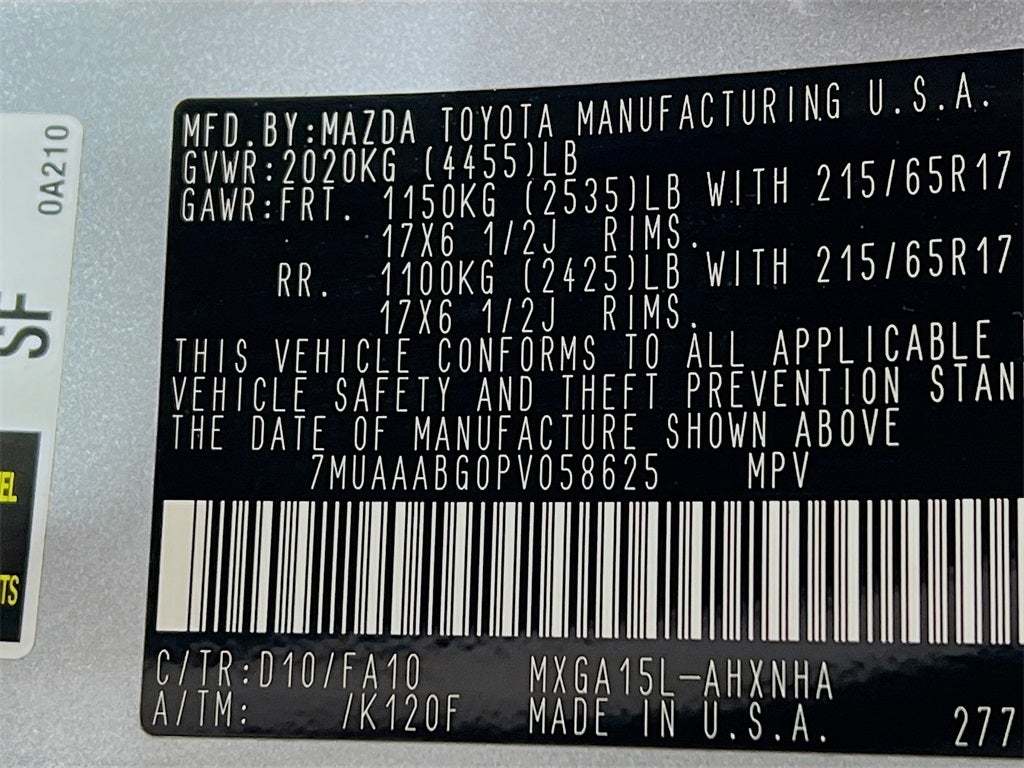 0A210
SF
EL
TS
MFD.BY:MAZDA TOYOTA MANUFACTURING U.S.A.
GVWR:2020KG (4455)LB
GAWR:FRT. 1150KG (2535)LB WITH 215/65R17
17X6 1/2J RIMS.
RR. 1100KG (2425)LB WITH 215/65R17
17X6 1/2J RIMS.
THIS VEHICLE CONFORMS TO ALL APPLICABLE
VEHICLE SAFETY AND THEFT PREVENTION STAN
THE DATE OF MANUFACTURE SHOWN ABOVE
7MUAAABG0PV058625 MPV
C/TR:D10/FA10 MXGA15L-AHXNHA
A/TM: /K120F MADE IN U.S.A. 277